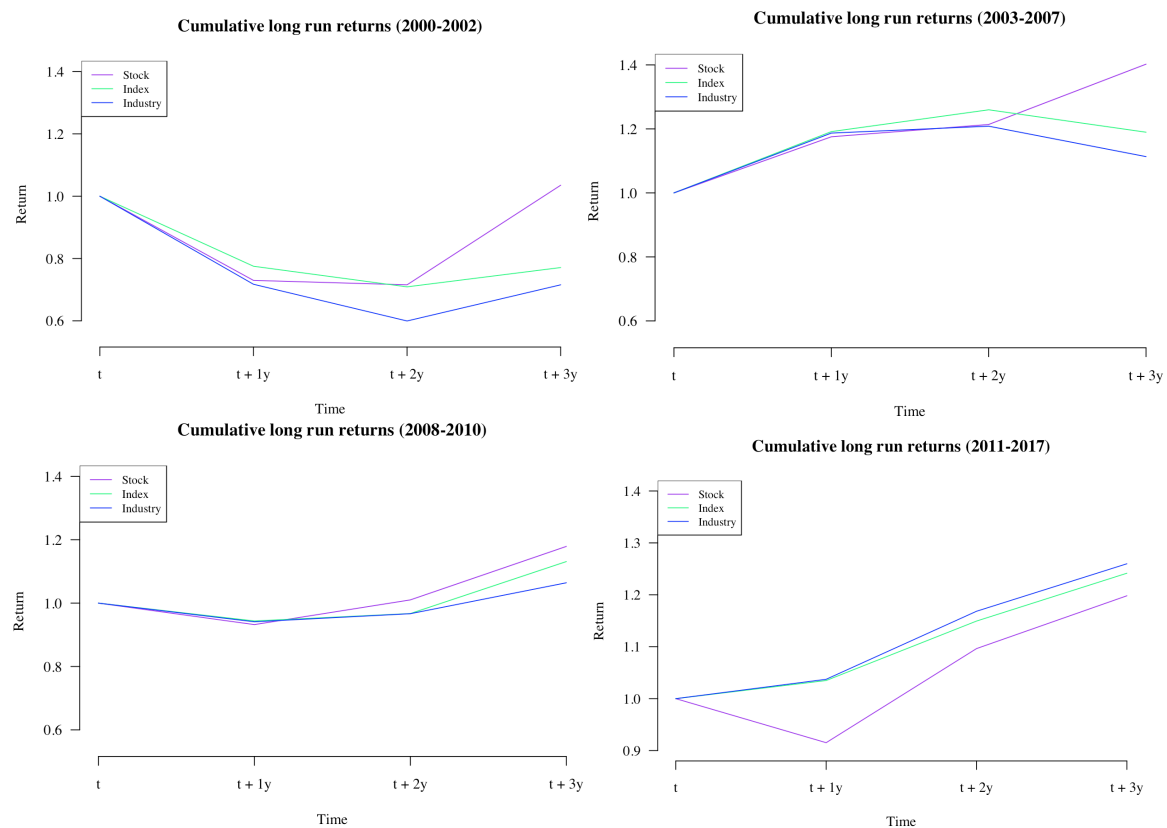 Cumulative long run returns (2000-2002)
1.4
1.0
0.8
0.6
Return
Stock
Index
Industry
t
t + 1y
t + 2y
t + 3y
Time
Cumulative long run returns (2003-2007)
1.4
1.2
1.0
0.8
0.6
Return
Stock
Index
Industry
t
t + 1y
t + 2y
t + 3y
Time
Cumulative long run returns (2008-2010)
1.4
1.2
1.0
0.8
0.6
Return
Stock
Index
Industry
t
t + 1y
t + 2y
t + 3y
Time
Cumulative long run returns (2011-2017)
1.4
1.3
1.2
1.1
1.0
0.9
Return
Stock
Index
Industry
t
t + 1y
t + 2y
t + 3y
Time